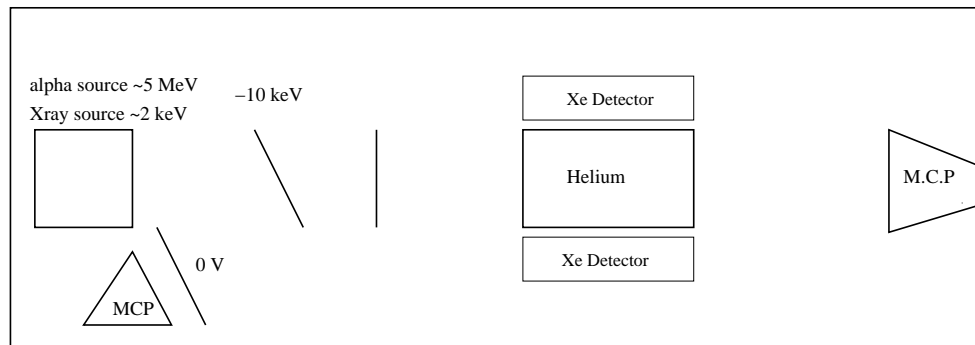 alpha source ~5 MeV
Xray source ~2 keV
−10 keV
Xe Detector
Helium
M.C.P
Xe Detector
0 V
MCP